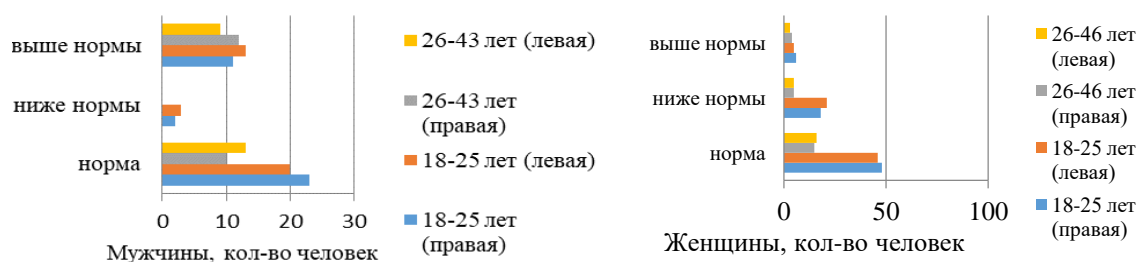 выше нормы
ниже нормы
норма
0 10 20 30
Мужчины, кол-во человек
26-43 лет (левая)
26-43 лет
(правая)
18-25 лет (левая)
18-25 лет
(правая)
выше нормы
ниже нормы
норма
0 50 100
Женщины, кол-во человек
26-46 лет
(левая)
26-46 лет
(правая)
18-25 лет
(левая)
18-25 лет
(правая)